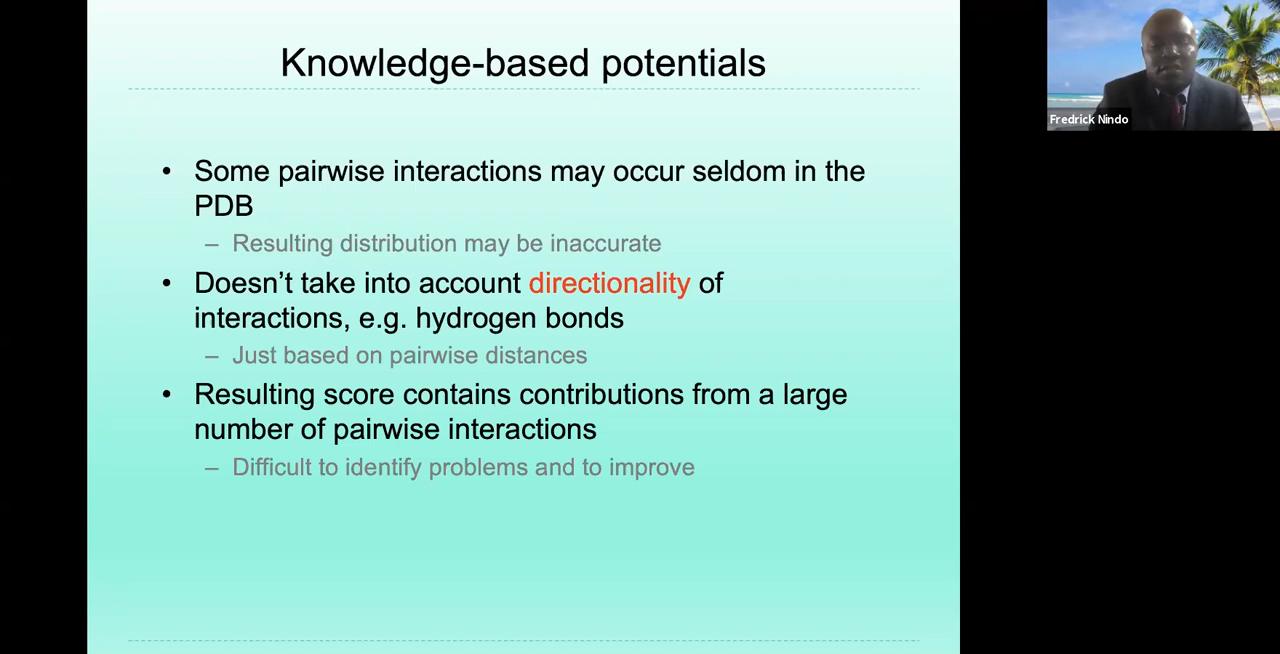 Knowledge-based potentials
• Some pairwise interactions may occur seldom in the
PDB
– Resulting distribution may be inaccurate
• Doesn’t take into account directionality of
interactions, e.g. hydrogen bonds
– Just based on pairwise distances
• Resulting score contains contributions from a large
number of pairwise interactions
– Difficult to identify problems and to improve
Fredrick Nindo